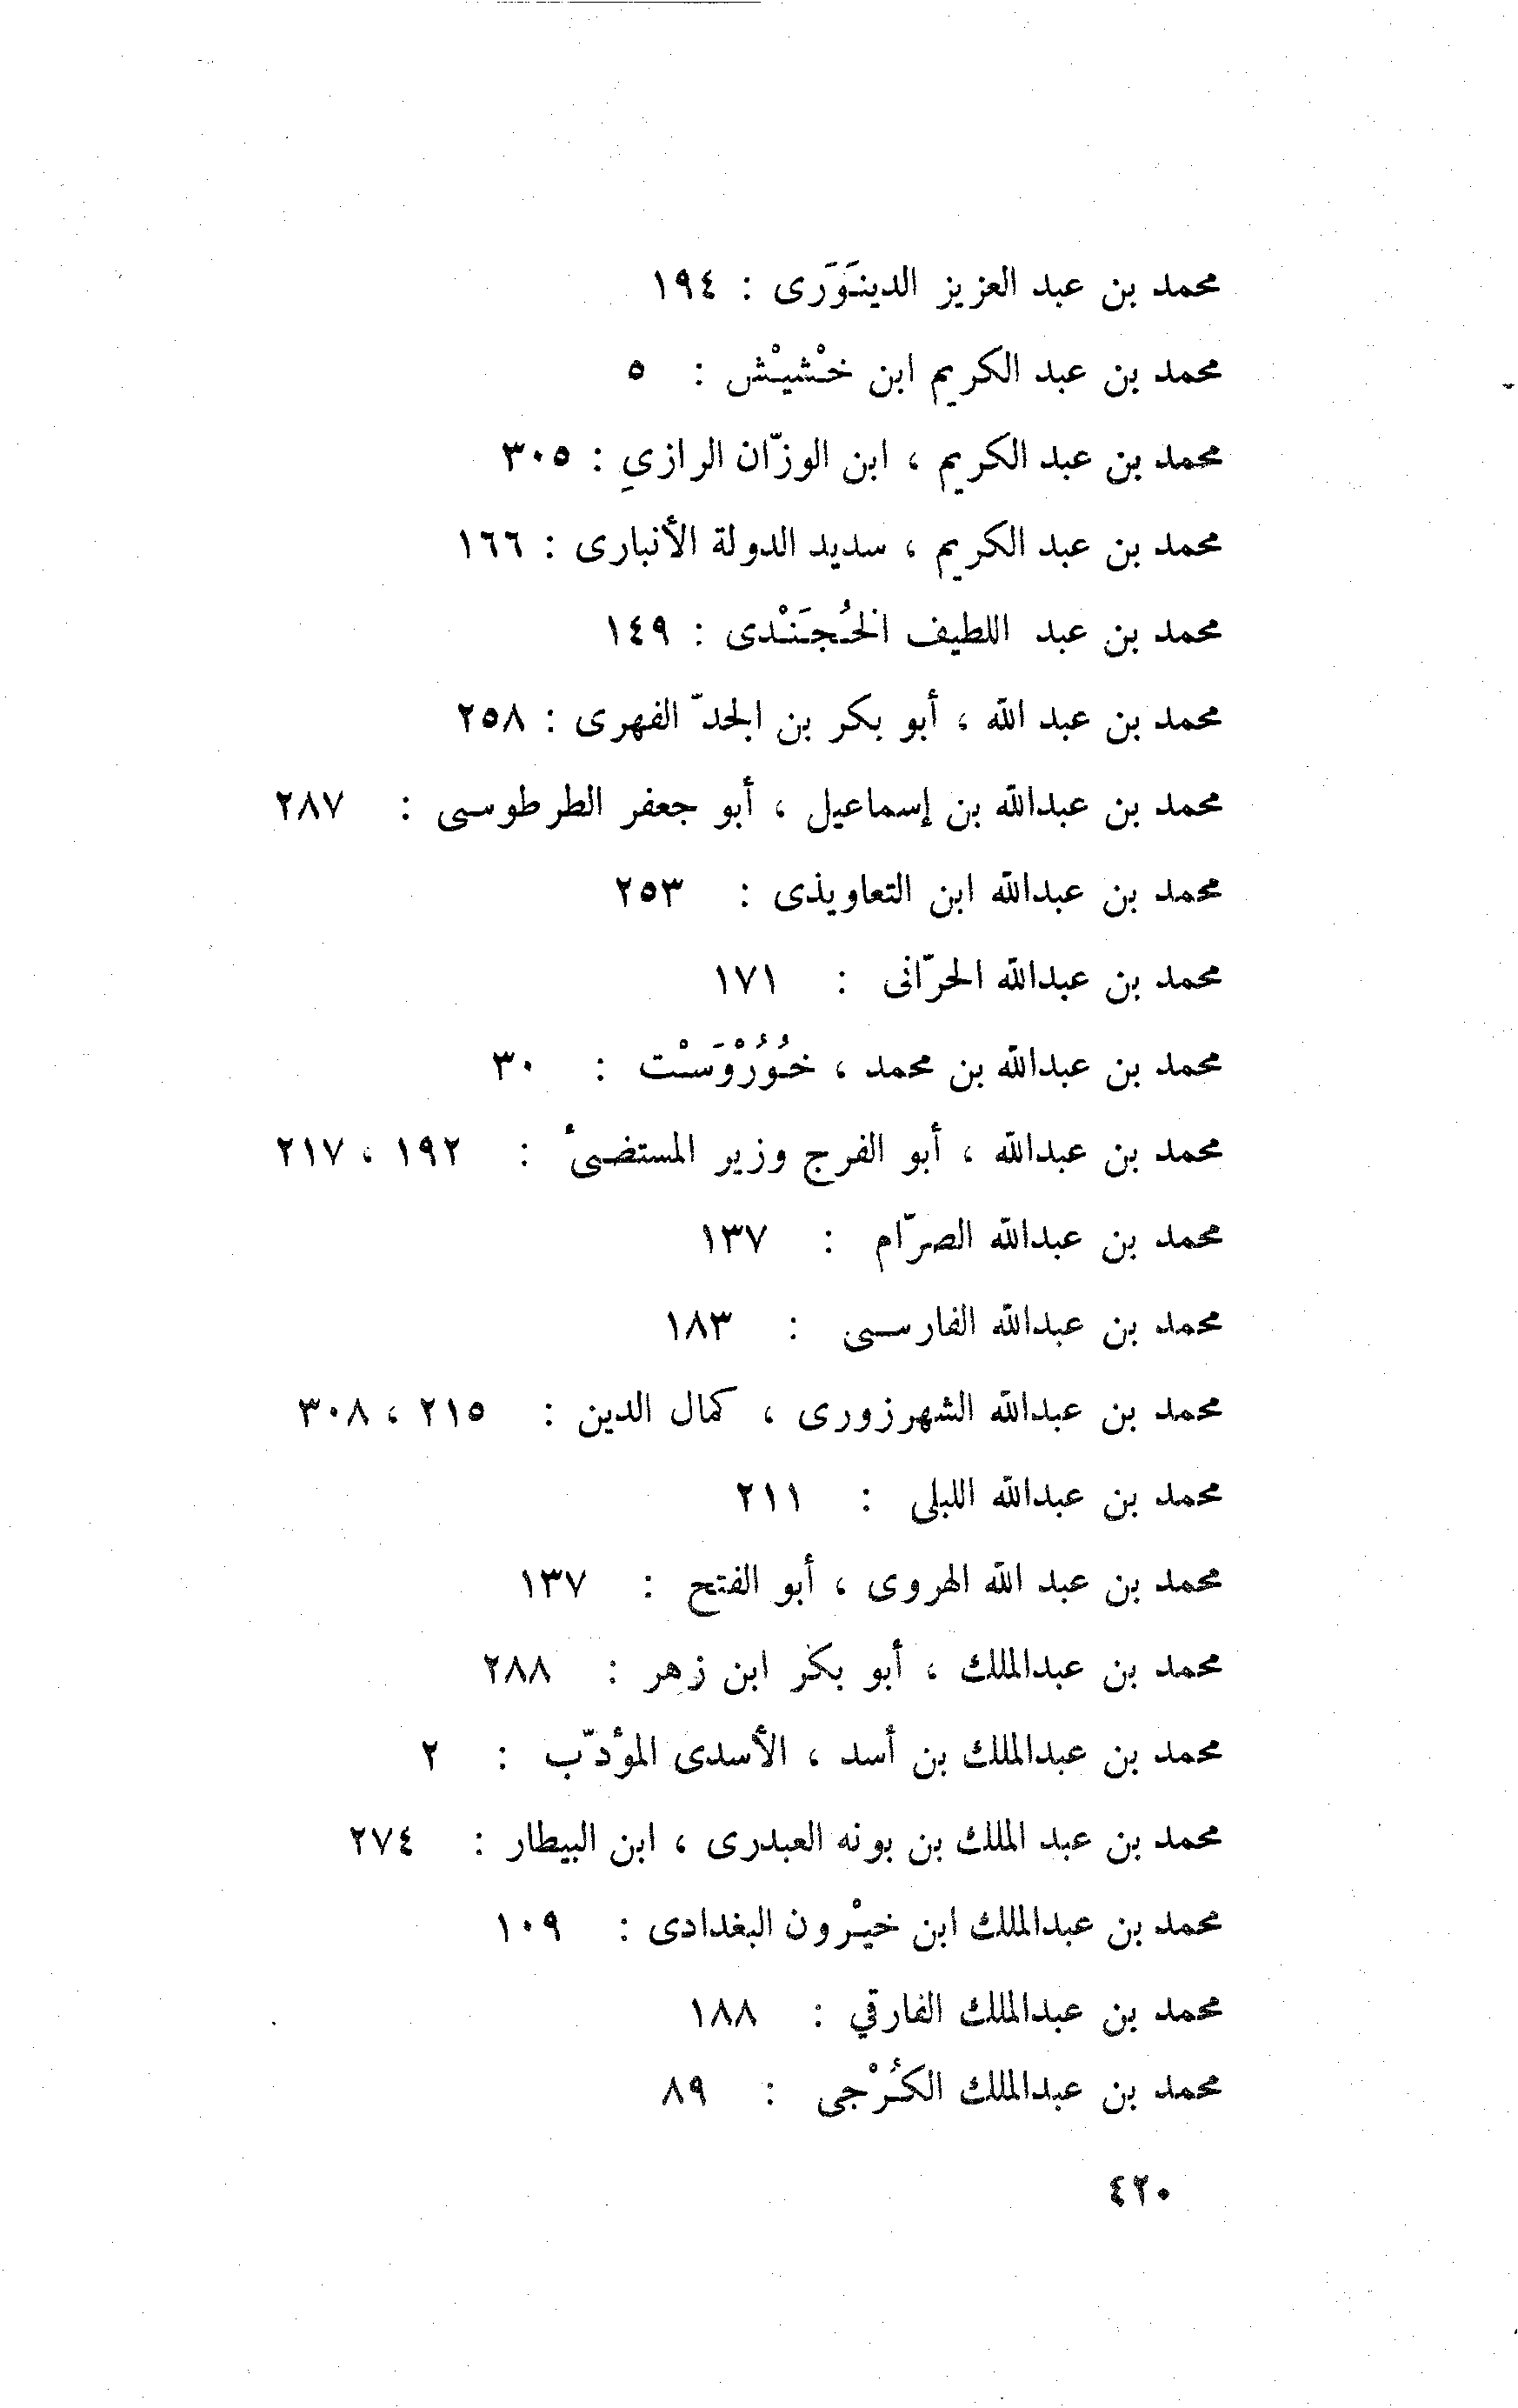 محمد بن عبد العزيز الدينَوَرى : ١٩٤
محمد بن عبد الكريم ابن خشْيْش : ٥
محمد بن عبد الكريم ، ابن الوزّان الرازي : ٣٠٥
محمد بن عبد الكريم ، سديد الدولة الأنبارى : ١٦٦
محمد بن عبد اللطيف الخُجَنْدى : ١٤٩
محمد بن عبد الله ، أبو بكر بن الجدّ الفهرى : ٢٥٨
محمد بن عبدالله بن إسماعيل ، أبو جعفر الطرطوسى : ٢٨٧
محمد بن عبدالله ابن التعاويذى : ٢٥٣
محمد بن عبدالله الحرّانى : ١٧١
محمد بن عبدالله بن محمد ، خُوُرْوَسْت : ٣٠
محمد بن عبدالله ، أبو الفرج وزير المستضىٔ : ١٩٢ ، ٢١٧
محمد بن عبدالله الصرّام : ١٣٧
محمد بن عبدالله الفارسى : ١٨٣
محمد بن عبدالله الشهرزورى ، كمال الدين : ٢١٥ ، ٣٠٨
محمد بن عبدالله اللبلى : ٢١١
محمد بن عبد الله الهروى ، أبو الفتح : ١٣٧
محمد بن عبدالملك ، أبو بكر ابن زهر : ٢٨٨
محمد بن عبدالملك بن أسد ، الأسدى المؤدّب : ٢
محمد بن عبد الملك بن بونه العبدرى ، ابن البيطار : ٢٧٤
محمد بن عبدالملك ابن خيْرون البغدادى : ١٠٩
محمد بن عبدالملك الفارقي : ١٨٨
محمد بن عبدالملك الكُرْجى : ٨٩
٤٢٠